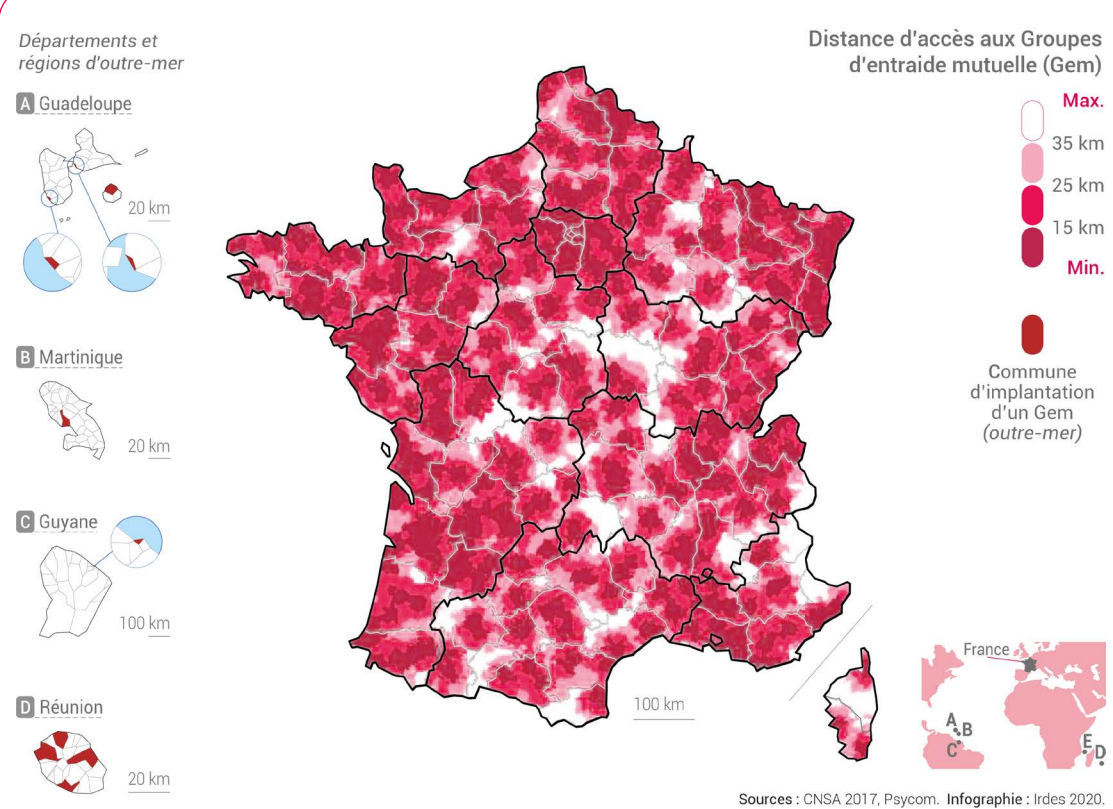 Départements et
régions d'outre-mer
A Guadeloupe
20 km
B Martinique
20 km
C Guyane
100 km
D Réunion
20 km
Distance d'accès aux Groupes
d'entraide mutuelle (Gem)
Max.
35 km
25 km
15 km
Min.
Commune
d'implantation
d'un Gem
(outre-mer)
100 km
France
A
B
C
E
D
Sources : CNSA 2017, Psycom. Infographie : Irdes 2020.